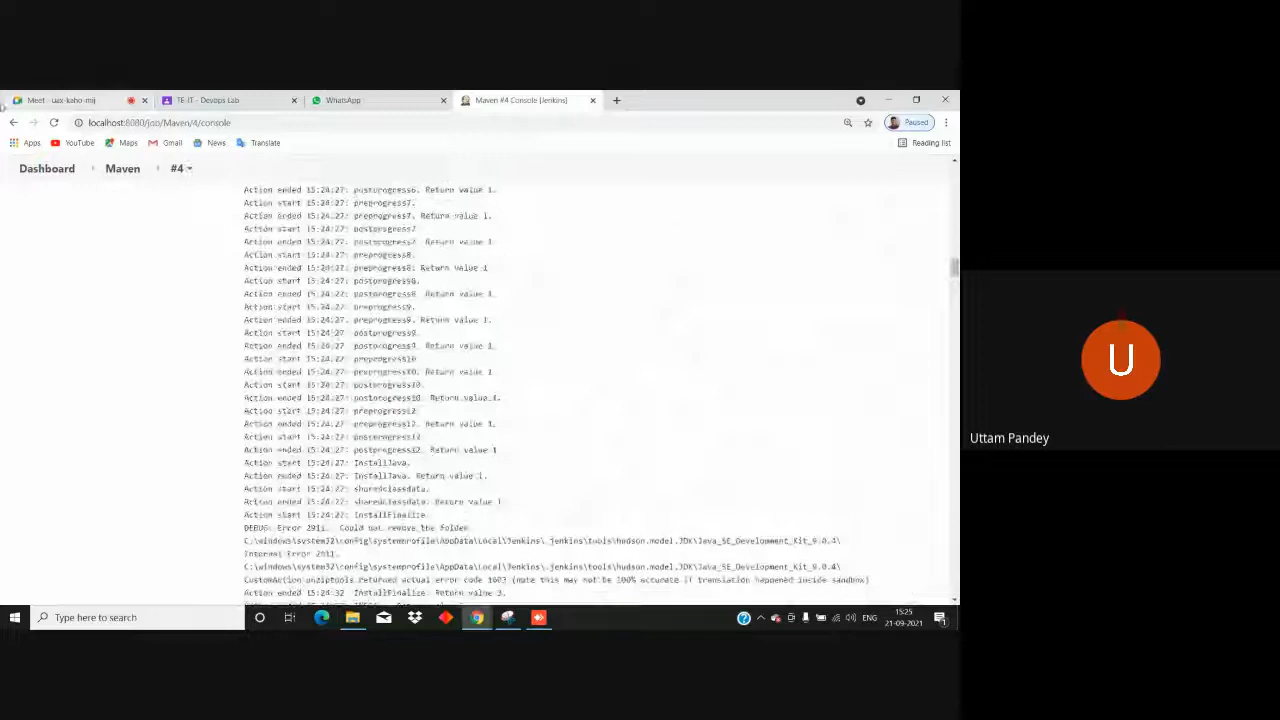 Meet - uax-kaho-mij
TE-IT - Devops Lab
WhatsApp
Maven #4 Console [Jenkins]
localhost:8080/job/Maven/4/console
Paused
Apps
YouTube
Maps
Gmail
News
Translate
Reading list
Dashboard
Maven
#4
Action ended 15:24:27: postprogress6. Return value 1.
Action start 15:24:27: preprogress7.
Action ended 15:24:27: preprogress7. Return value 1.
Action start 15:24:27: postprogress7.
Action ended 15:24:27: postprogress7. Return value 1.
Action start 15:24:27: preprogress8.
Action ended 15:24:27: preprogress8. Return value 1.
Action start 15:24:27: postprogress8.
Action ended 15:24:27: postprogress8. Return value 1.
Action start 15:24:27: preprogress9.
Action ended 15:24:27: preprogress9. Return value 1.
Action start 15:24:27: postprogress9.
Action ended 15:24:27: postprogress9. Return value 1.
Action start 15:24:27: preprogress10.
Action ended 15:24:27: preprogress10. Return value 1.
Action start 15:24:27: postprogress10.
Action ended 15:24:27: postprogress10. Return value 1.
Action start 15:24:27: preprogress12.
Action ended 15:24:27: preprogress12. Return value 1.
Action start 15:24:27: postprogress12.
Action ended 15:24:27: postprogress12. Return value 1.
Action start 15:24:27: InstallJava.
Action ended 15:24:27: InstallJava. Return value 1.
Action start 15:24:27: sharedclassdata.
Action ended 15:24:27: sharedclassdata. Return value 1.
Action start 15:24:27: InstallFinalize.
DEBUG: Error 2911: Could not remove the folder
C:\windows\system32\config\systemprofile\AppData\Local\Jenkins\.jenkins\tools\hudson.model.JDK\Java_SE_Development_Kit_9.0.4\
Internal Error 2911.
C:\windows\system32\config\systemprofile\AppData\Local\Jenkins\.jenkins\tools\hudson.model.JDK\Java_SE_Development_Kit_9.0.4\
CustomAction unziptools returned actual error code 1603 (note this may not be 100% accurate if translation happened inside sandbox)
Action ended 15:24:32: InstallFinalize. Return value 3.
Type here to search
ENG
15:25
21-09-2021
U
Uttam Pandey